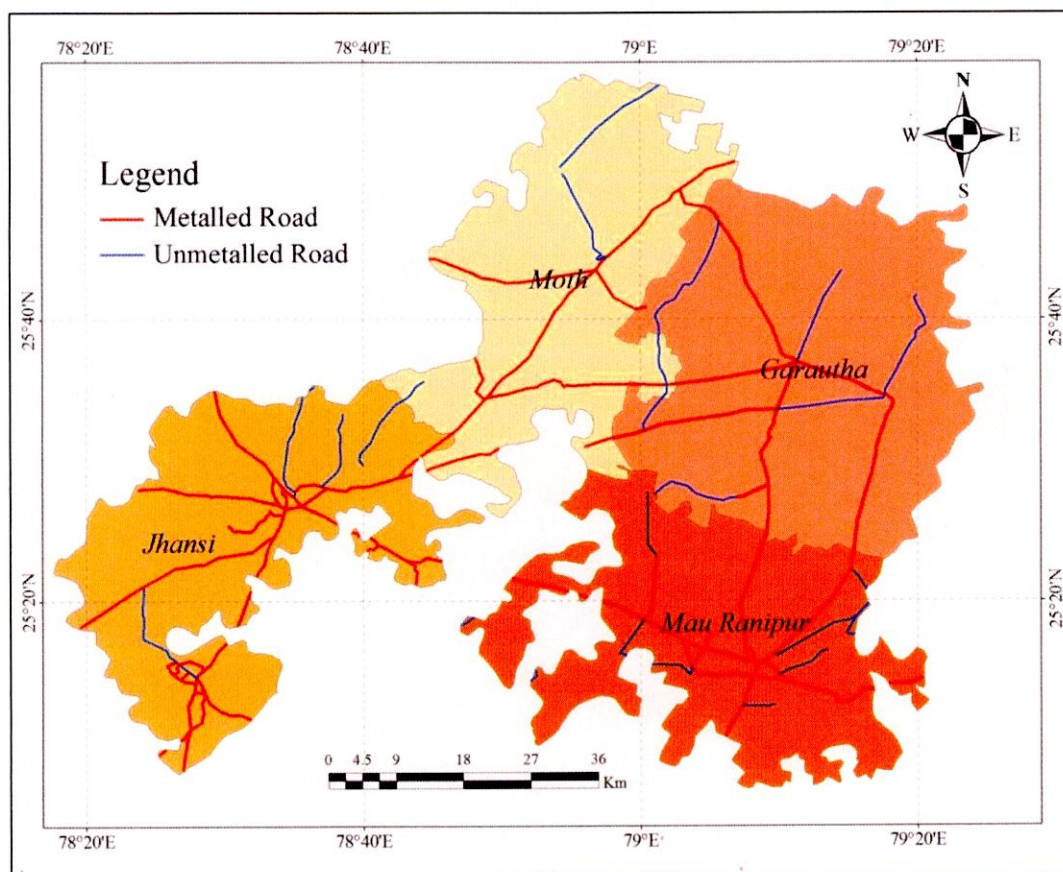 78°20'E 78°40'E 79°E 79°20'E
N
W E
S
Legend
Metalled Road
Unmetalled Road
Moth
25°40'N 25°40'N
Garautha
Jhansi
25°20'N 25°20'N
Mau Ranipur
0 4.5 9 18 27 36
Km
78°20'E 78°40'E 79°E 79°20'E